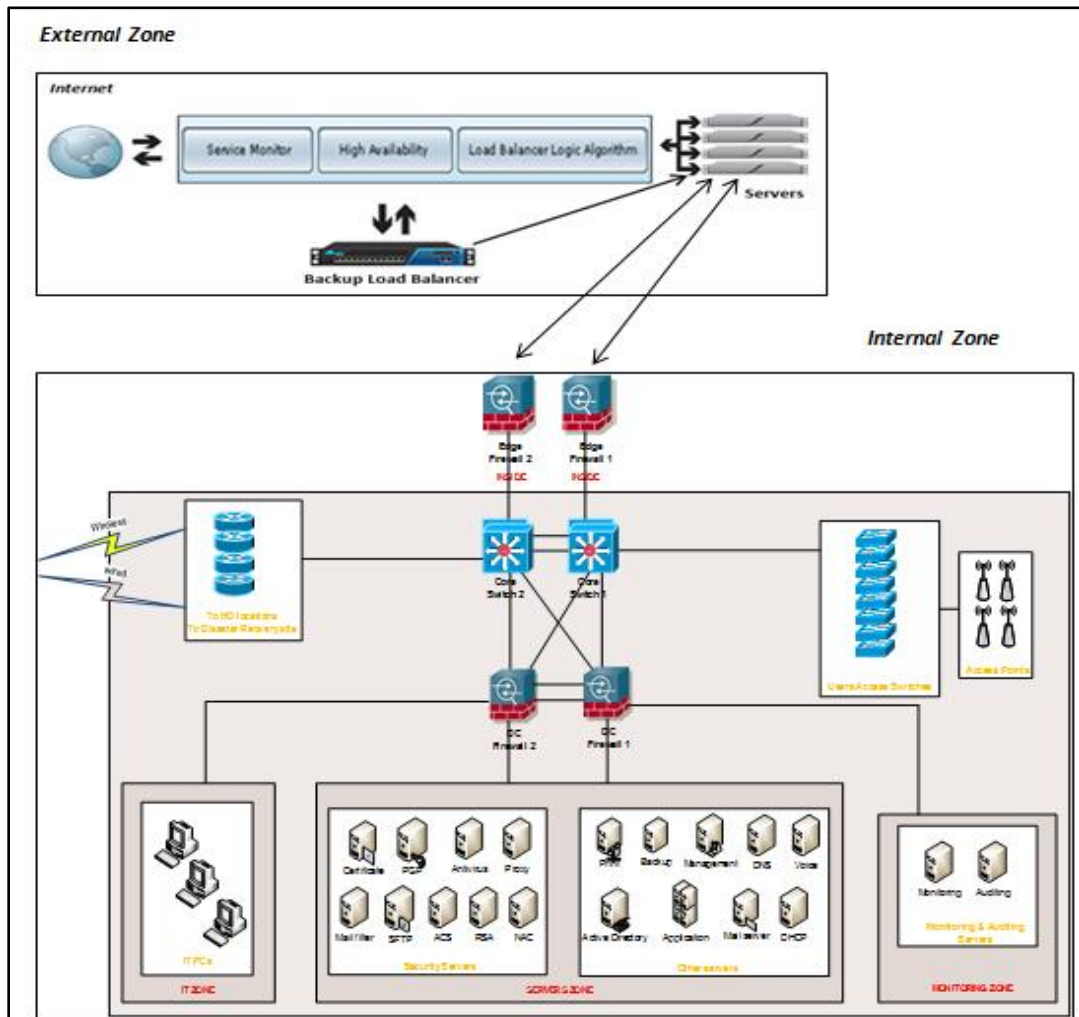 External Zone
Internet
Service Monitor
High Availability
Load Balancer Logic Algorithm
Servers
Backup Load Balancer
Internal Zone
Edge
Firewall 2
INSIDE
Edge
Firewall 1
INSIDE
Wireless
Wired
To HO locations
To Disaster Recovery site
Core
Switch 2
Core
Switch 1
Users Access Switches
Access Points
DC
Firewall 2
DC
Firewall 1
IT PCs
IT ZONE
Certificate
PGP
Antivirus
Proxy
Mail filter
SFTP
ACS
RSA
NAC
Security Servers
Print
Backup
Management
DNS
Voice
Active Directory
Application
Mail server
DHCP
Other servers
SERVERS ZONE
Monitoring
Auditing
Monitoring & Auditing
Servers
MONITORING ZONE